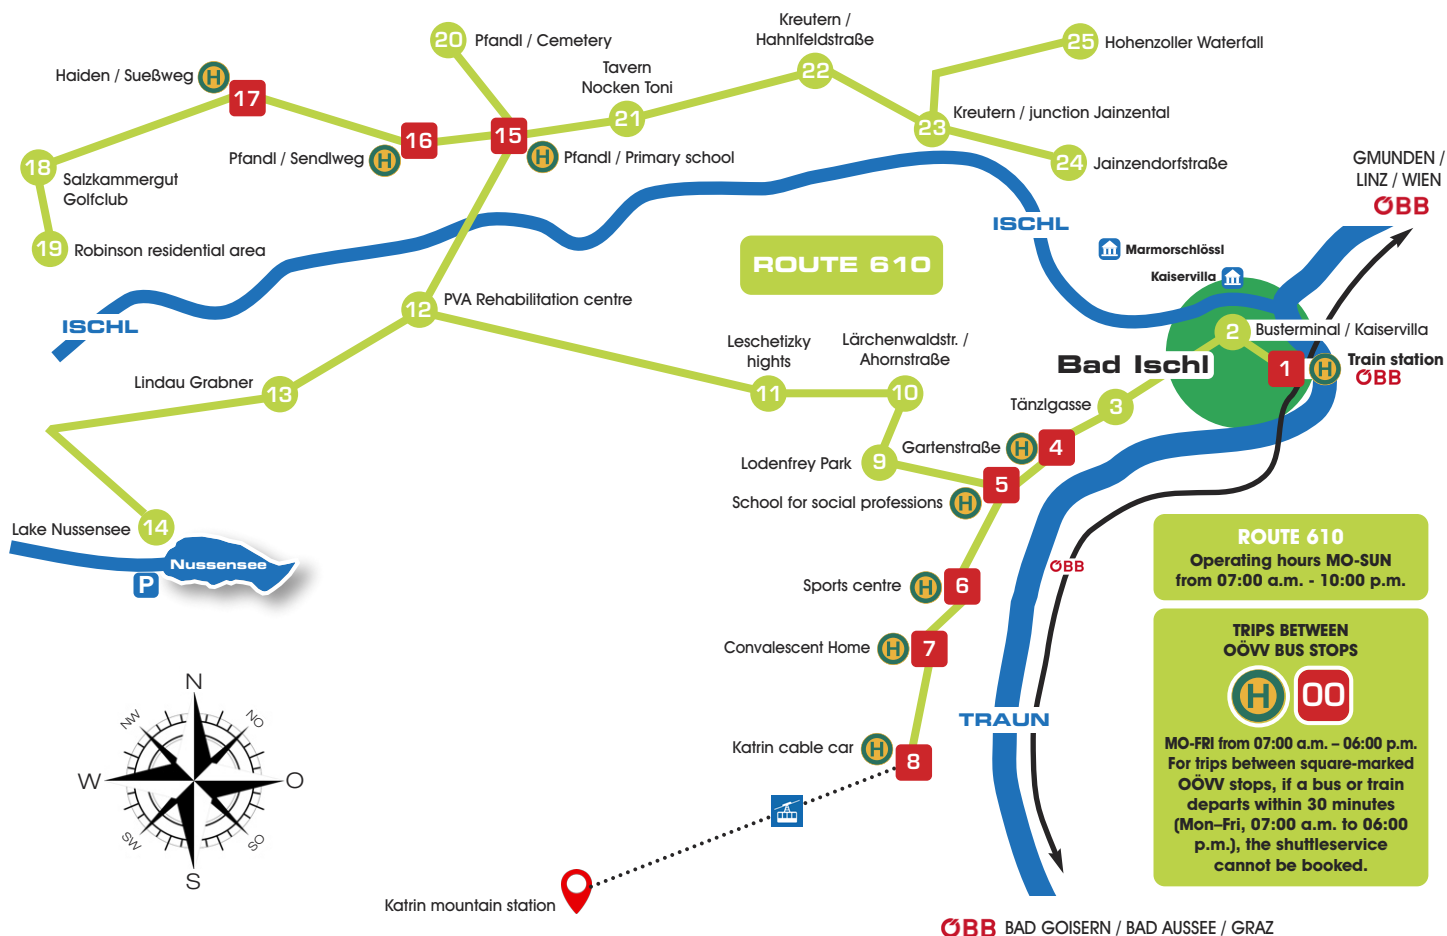 20
Pfandl / Cemetery
Haiden / Sueßweg
H
17
18
Salzkammergut
Golfclub
19
Robinson residential area
16
Pfandl / Sendlweg
H
15
H
Pfandl / Primary school
Tavern
Nocken Toni
21
Kreutern /
Hahnlfeldstraße
22
25
Hohenzoller Waterfall
23
Kreutern / junction Jainzental
24
Jainzendorfstraße
GMUNDEN /
LINZ / WIEN
ÖBB
ISCHL
Marmorschlössl
Kaiservilla
ROUTE 610
ISCHL
12
PVA Rehabilitation centre
2
Busterminal / Kaiservilla
1
H
Train station
ÖBB
Bad Ischl
Lindau Grabner
13
Leschetizky
hights
11
Lärchenwaldstr. /
Ahornstraße
10
Tänzlgasse
3
Gartenstraße
H
4
Lodenfrey Park
9
5
School for social professions
H
Lake Nussensee
14
Nussensee
P
Sports centre
H
6
Convalescent Home
H
7
Katrin cable car
H
8
Katrin mountain station
TRAUN
ÖBB
ROUTE 610
Operating hours MO-SUN
from 07:00 a.m. - 10:00 p.m.
TRIPS BETWEEN
OÖVV BUS STOPS
H
00
MO-FRI from 07:00 a.m. – 06:00 p.m.
For trips between square-marked
OÖVV stops, if a bus or train
departs within 30 minutes
(Mon–Fri, 07:00 a.m. to 06:00
p.m.), the shuttleservice
cannot be booked.
N
NW
NO
W
O
SW
SO
S
ÖBB BAD GOISERN / BAD AUSSEE / GRAZ